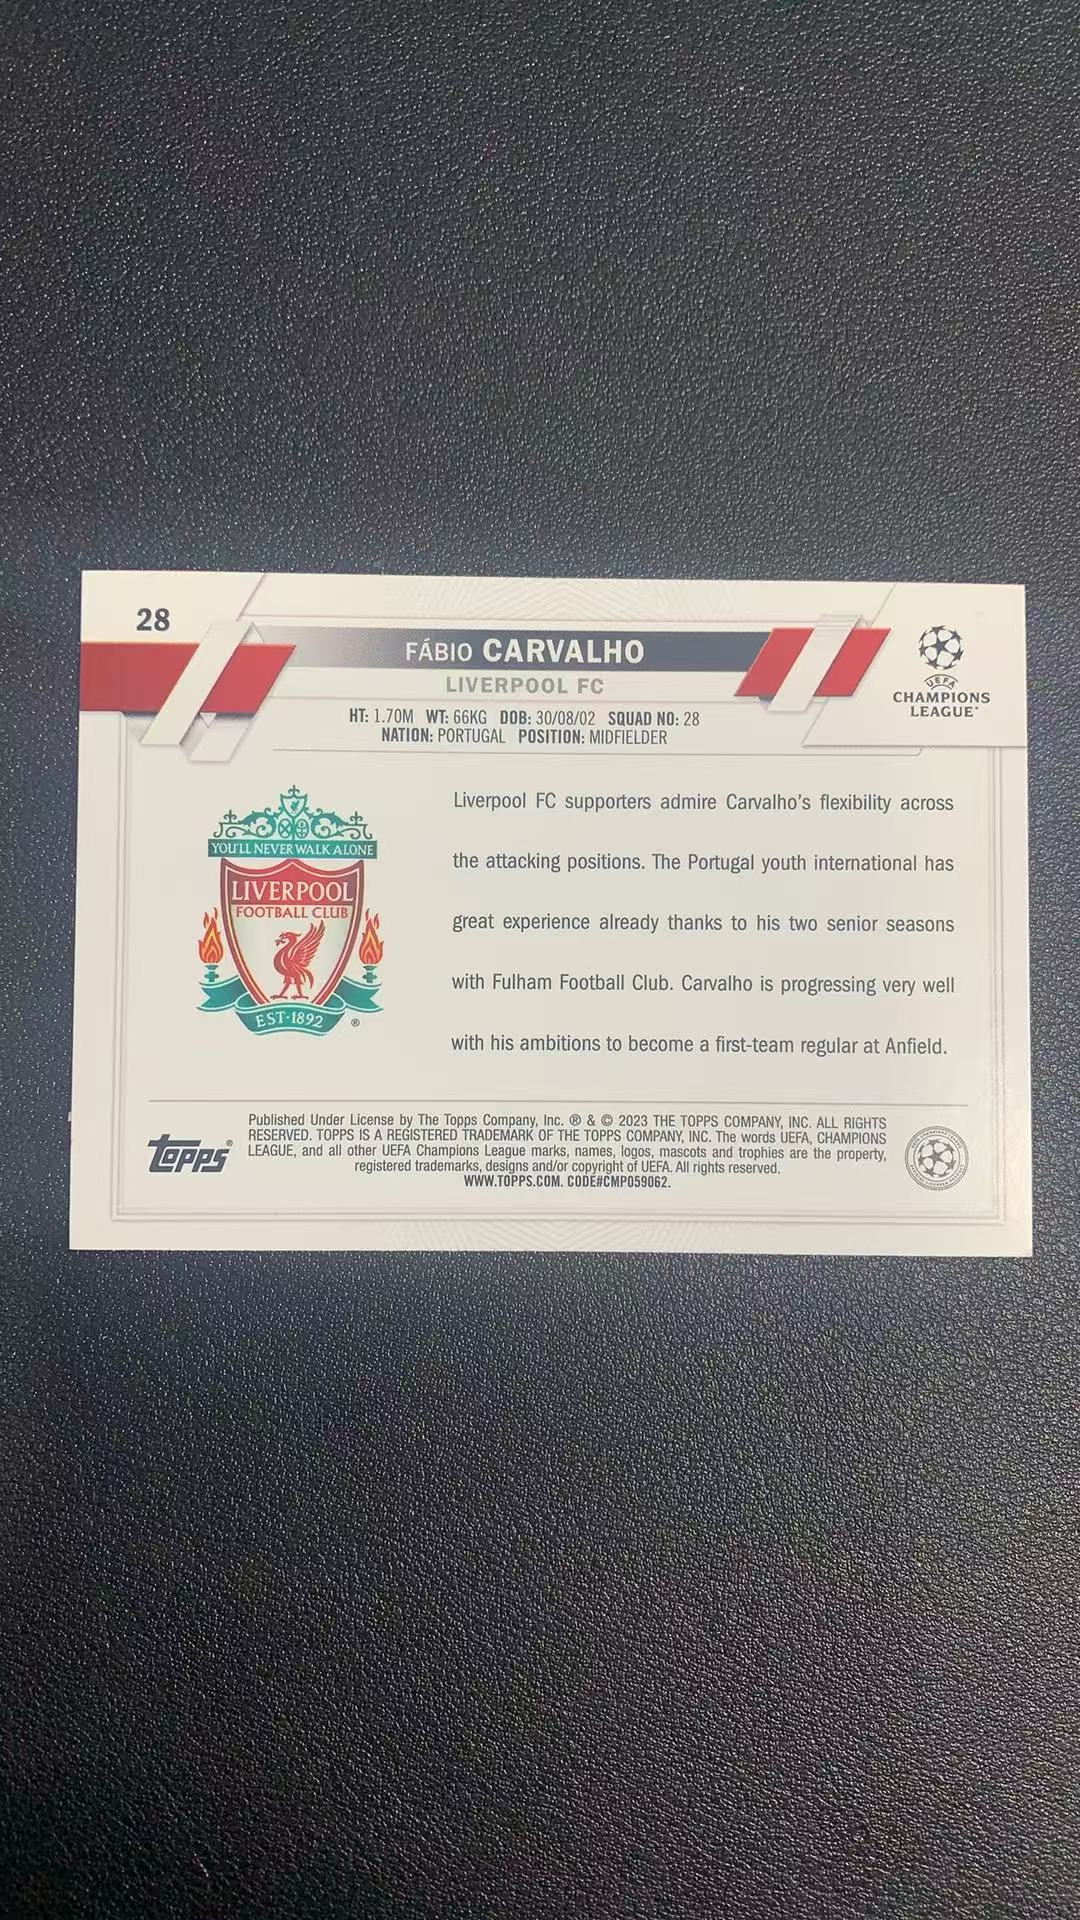 28
FÁBIO CARVALHO
LIVERPOOL FC
HT: 1.70M WT: 66KG DOB: 30/08/02 SQUAD NO: 28
NATION: PORTUGAL POSITION: MIDFIELDER
UEFA
CHAMPIONS
LEAGUE
YOU'LL NEVER WALK ALONE
LIVERPOOL
FOOTBALL CLUB
EST·1892
®
Liverpool FC supporters admire Carvalho's flexibility across
the attacking positions. The Portugal youth international has
great experience already thanks to his two senior seasons
with Fulham Football Club. Carvalho is progressing very well
with his ambitions to become a first-team regular at Anfield.
Topps®
Published Under License by The Topps Company, Inc. ® & © 2023 THE TOPPS COMPANY, INC. ALL RIGHTS
RESERVED. TOPPS IS A REGISTERED TRADEMARK OF THE TOPPS COMPANY, INC. The words UEFA, CHAMPIONS
LEAGUE, and all other UEFA Champions League marks, names, logos, mascots and trophies are the property,
registered trademarks, designs and/or copyright of UEFA. All rights reserved.
WWW.TOPPS.COM. CODE#CMP059062.